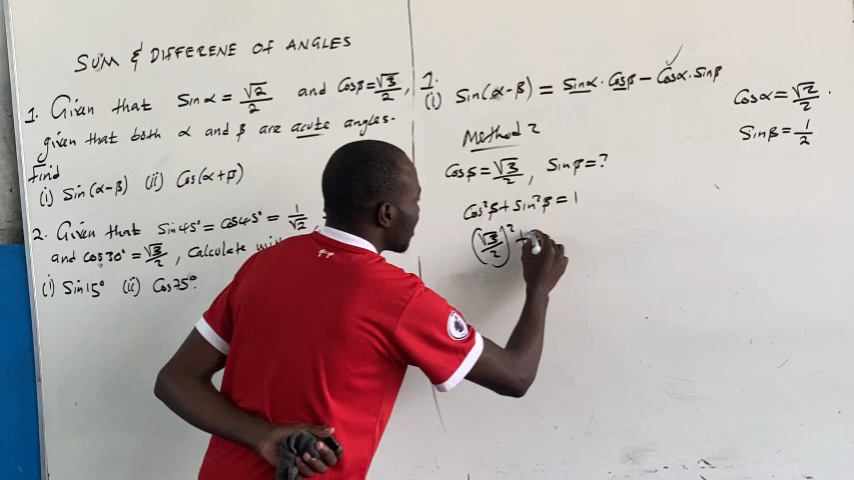 SUM & DIFFERENE OF ANGLES
1. Given that Sin α = √2/2 and Cosβ = √3/2,
given that both α and β are acute angles.
find
(i) Sin(α-β) (ii) Cos(α+β)
2. Given that Sin45° = Cos45° = 1/√2
and cos30° = √3/2, Calculate
(i) Sin15° (ii) Cos75°.
1.
(i) Sin(α-β) = Sinα · Cosβ - Cosα · Sinβ
Method 2
Cosβ = √3/2, Sinβ = ?
Cos²β + Sin²β = 1
(√3/2)² +
Cosα = √2/2.
Sinβ = 1/2